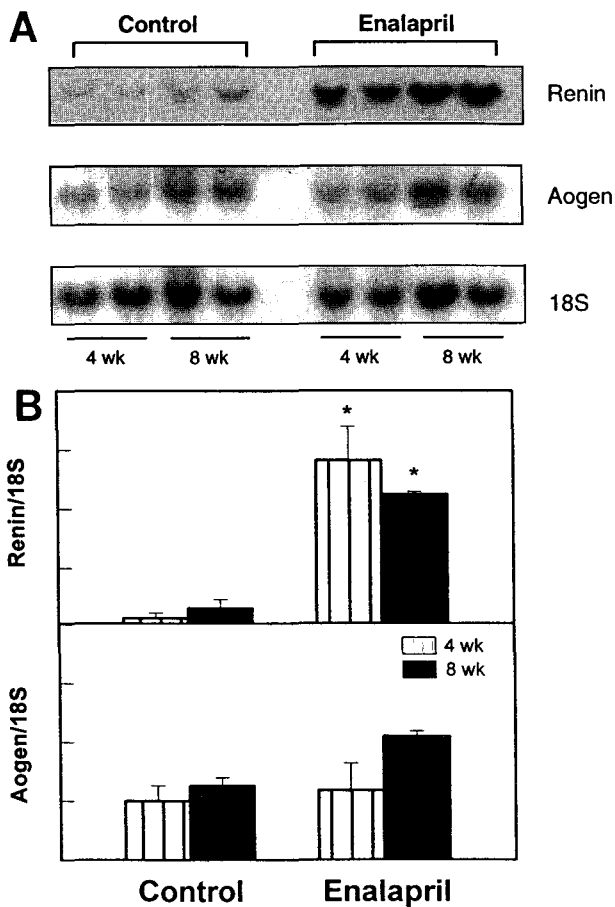 A
Control Enalapril
Renin
Aogen
18S
4 wk 8 wk 4 wk 8 wk
B
Renin/18S
* *
Aogen/18S
4 wk
8 wk
Control Enalapril